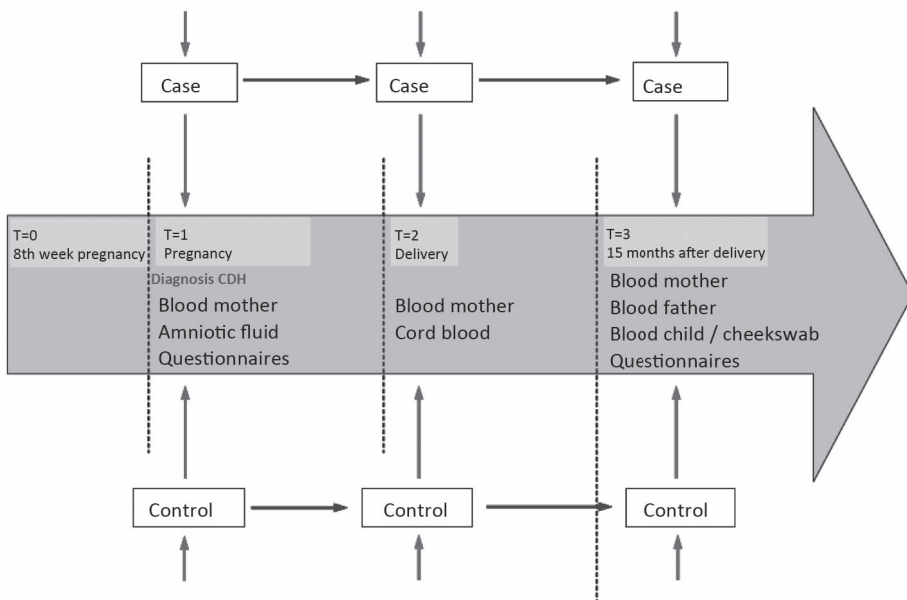 Case
Case
Case
T=0
8th week pregnancy
T=1
Pregnancy
Diagnosis CDH
Blood mother
Amniotic fluid
Questionnaires
T=2
Delivery
Blood mother
Cord blood
T=3
15 months after delivery
Blood mother
Blood father
Blood child / cheekswab
Questionnaires
Control
Control
Control